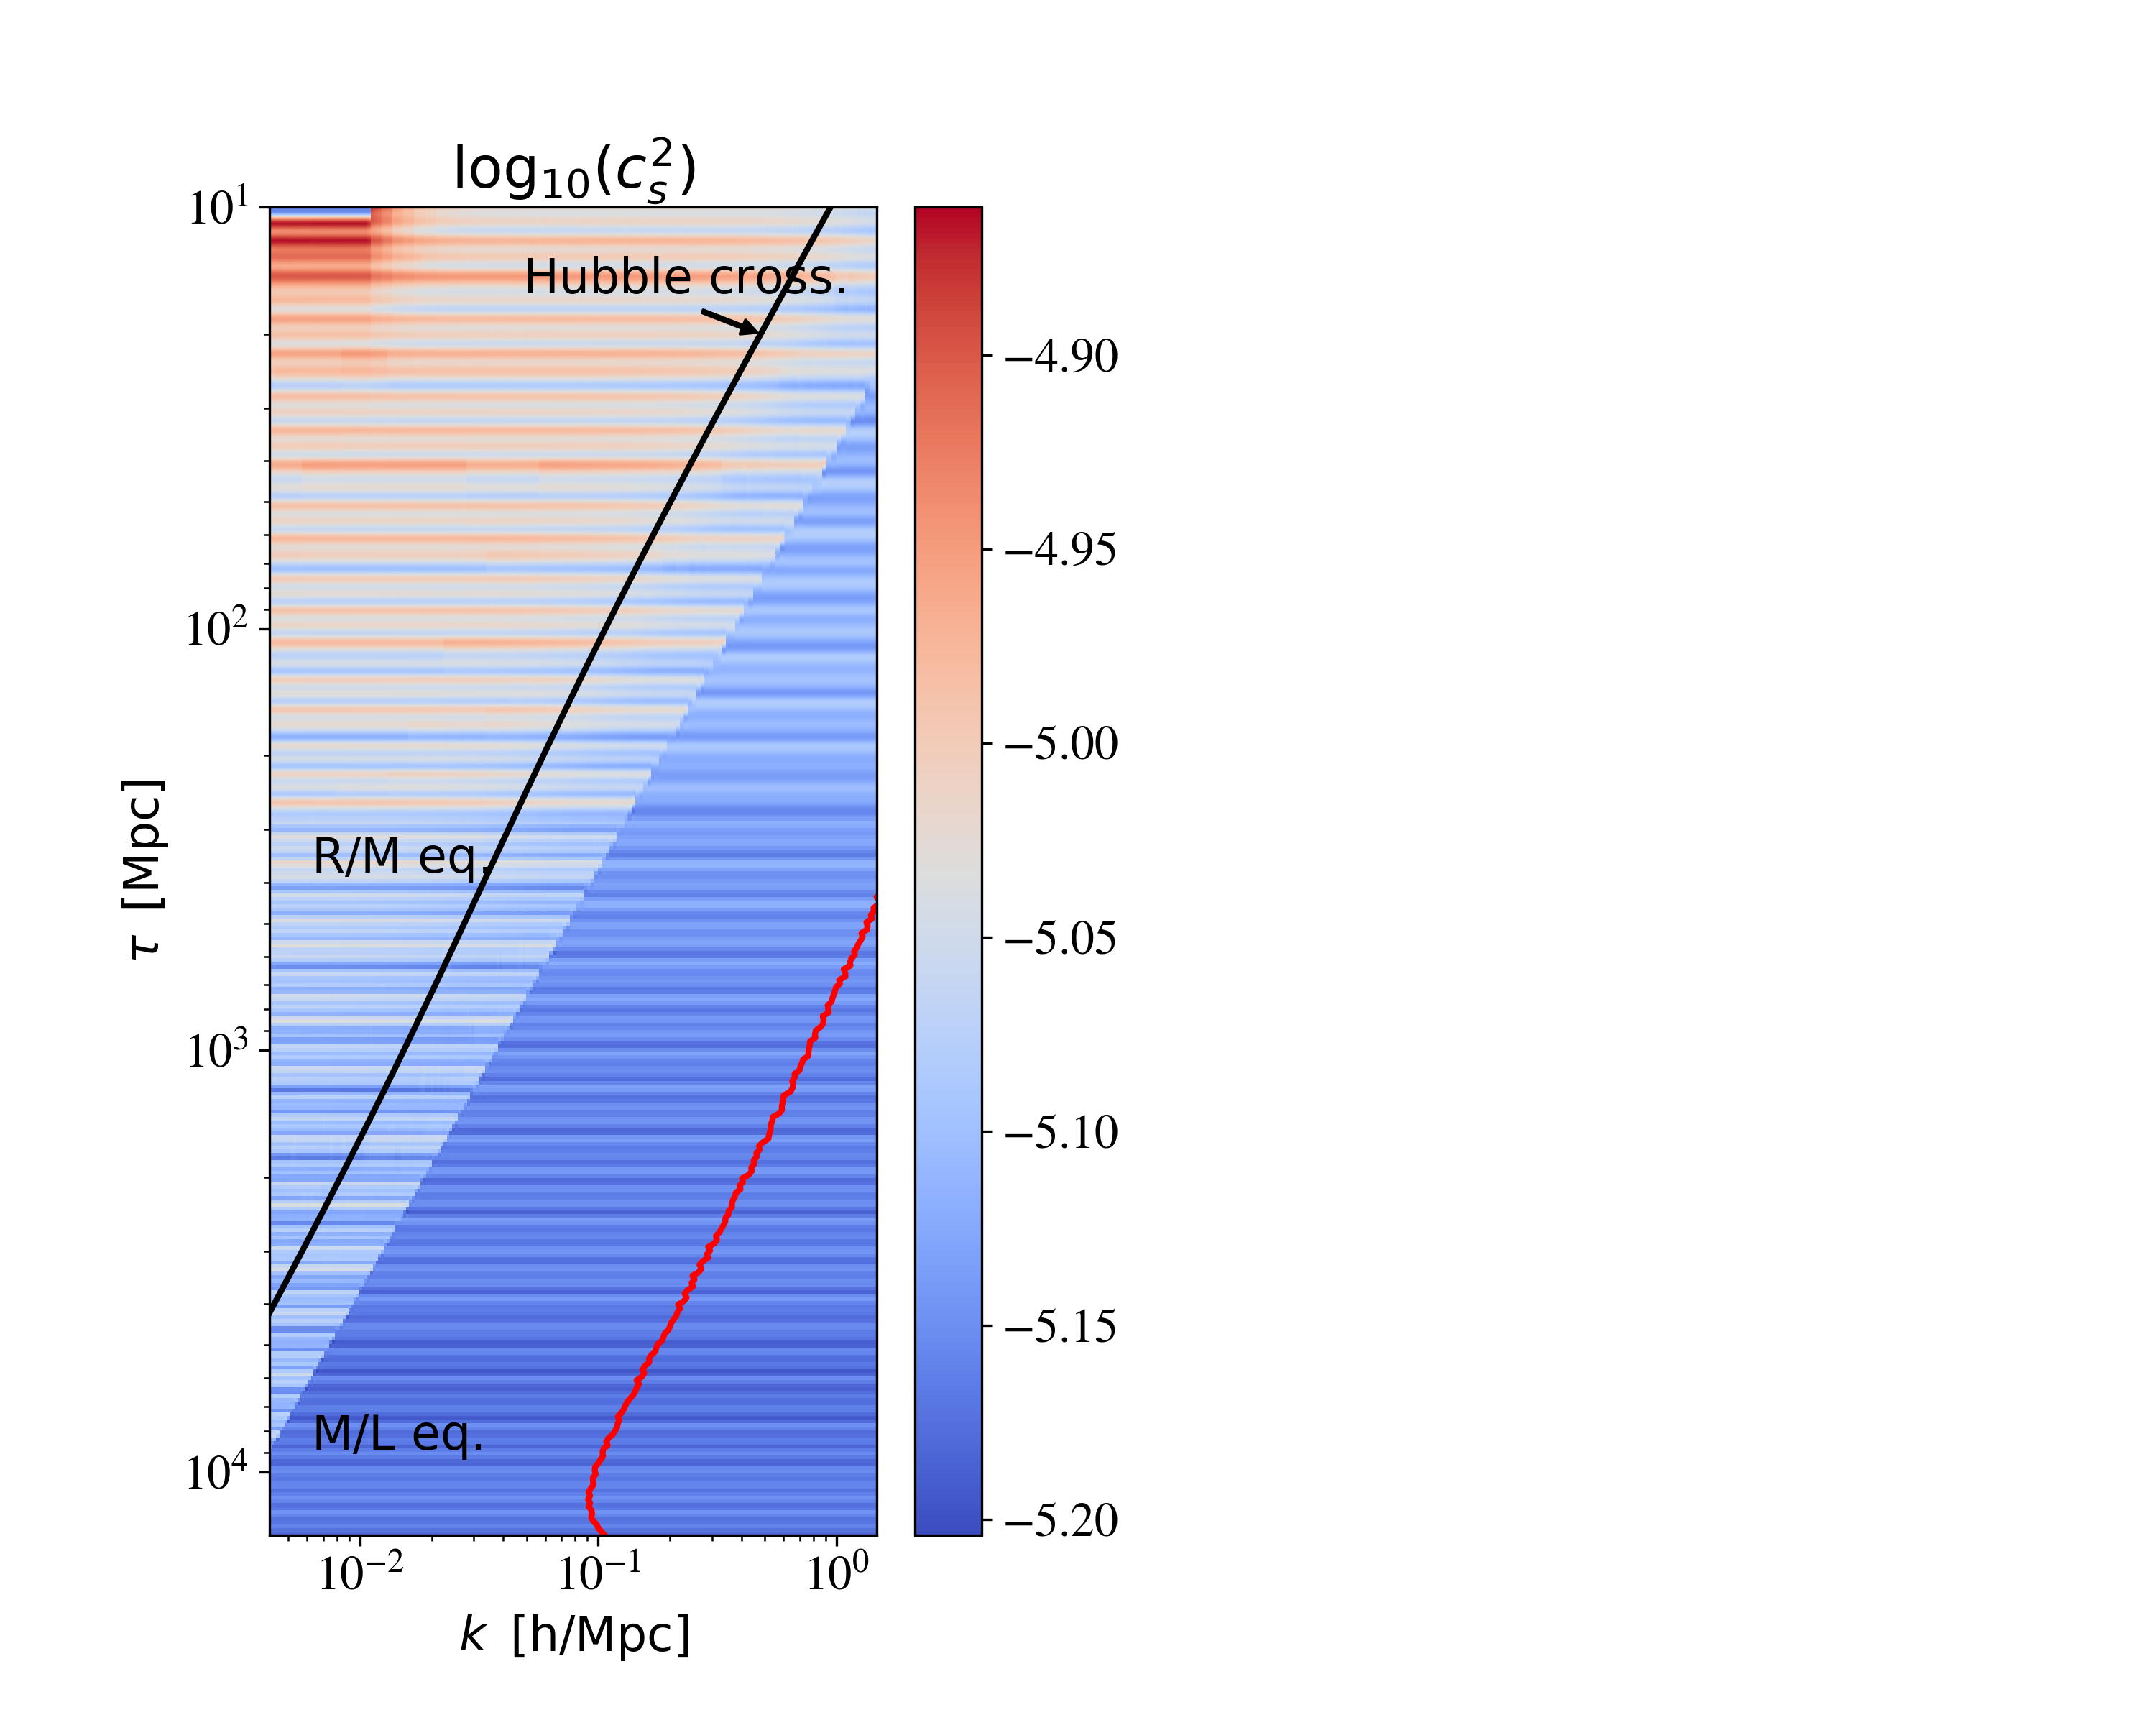 log₁₀(c²ₛ)
10¹
Hubble cross.
10²
R/M eq.
10³
M/L eq.
10⁴
τ [Mpc]
10⁻² 10⁻¹ 10⁰
k [h/Mpc]
−4.90
−4.95
−5.00
−5.05
−5.10
−5.15
−5.20